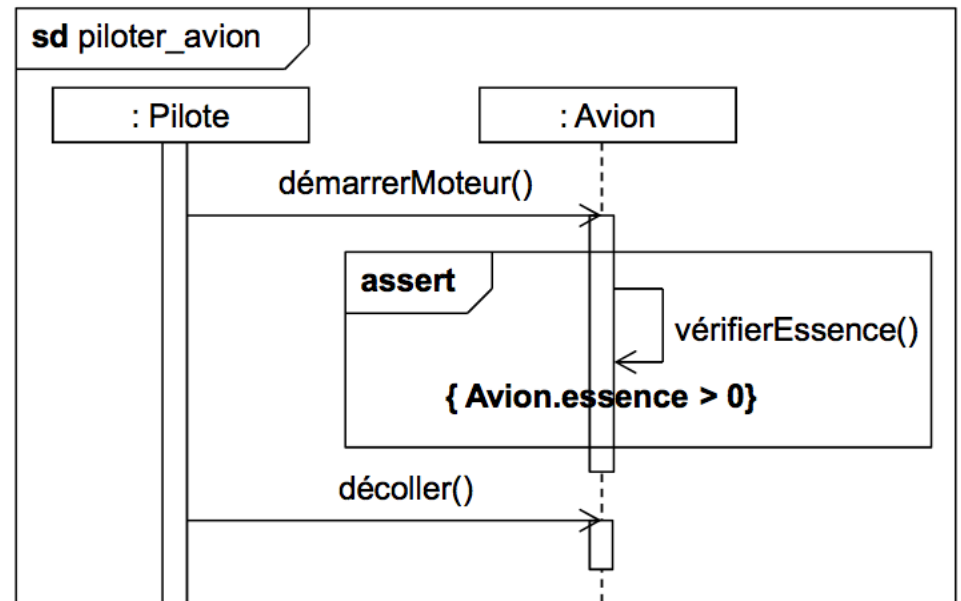 sd piloter_avion
: Pilote
: Avion
démarrerMoteur()
assert
vérifierEssence()
{ Avion.essence > 0}
décoller()